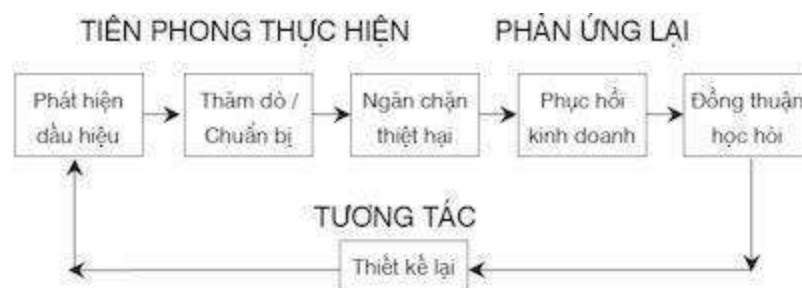 TIÊN PHONG THỰC HIỆN
PHẢN ỨNG LẠI
Phát hiện
dấu hiệu
Thăm dò /
Chuẩn bị
Ngăn chặn
thiệt hại
Phục hồi
kinh doanh
Đồng thuận
học hỏi
TƯƠNG TÁC
Thiết kế lại